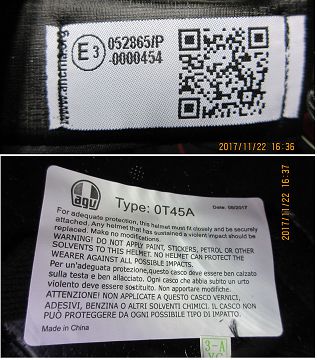 www.ancma.org
E3
052865/P
-0000454
2017/11/22 16:36
2017/11/22 16:37
agv
Type: 0T45A
Date: 08/2017
For adequate protection, this helmet must fit closely and be securely
attached. Any helmet that has sustained a violent impact should be
replaced. Make no modifications.
WARNING! DO NOT APPLY PAINT, STICKERS, PETROL OR OTHER
SOLVENTS TO THIS HELMET. NO HELMET CAN PROTECT THE
WEARER AGAINST ALL POSSIBLE IMPACTS.
Per un'adeguata protezione,questo casco deve essere ben calzato
sulla testa e ben allacciato. Ogni casco che abbia subito un urto
violento deve essere sostituito. Non apportare modifiche.
ATTENZIONE! NON APPLICATE A QUESTO CASCO VERNICI,
ADESIVI, BENZINA O ALTRI SOLVENTI CHIMICI. IL CASCO NON
PUÒ PROTEGGERE DA OGNI POSSIBILE TIPO DI IMPATTO.
Made in China
3-A